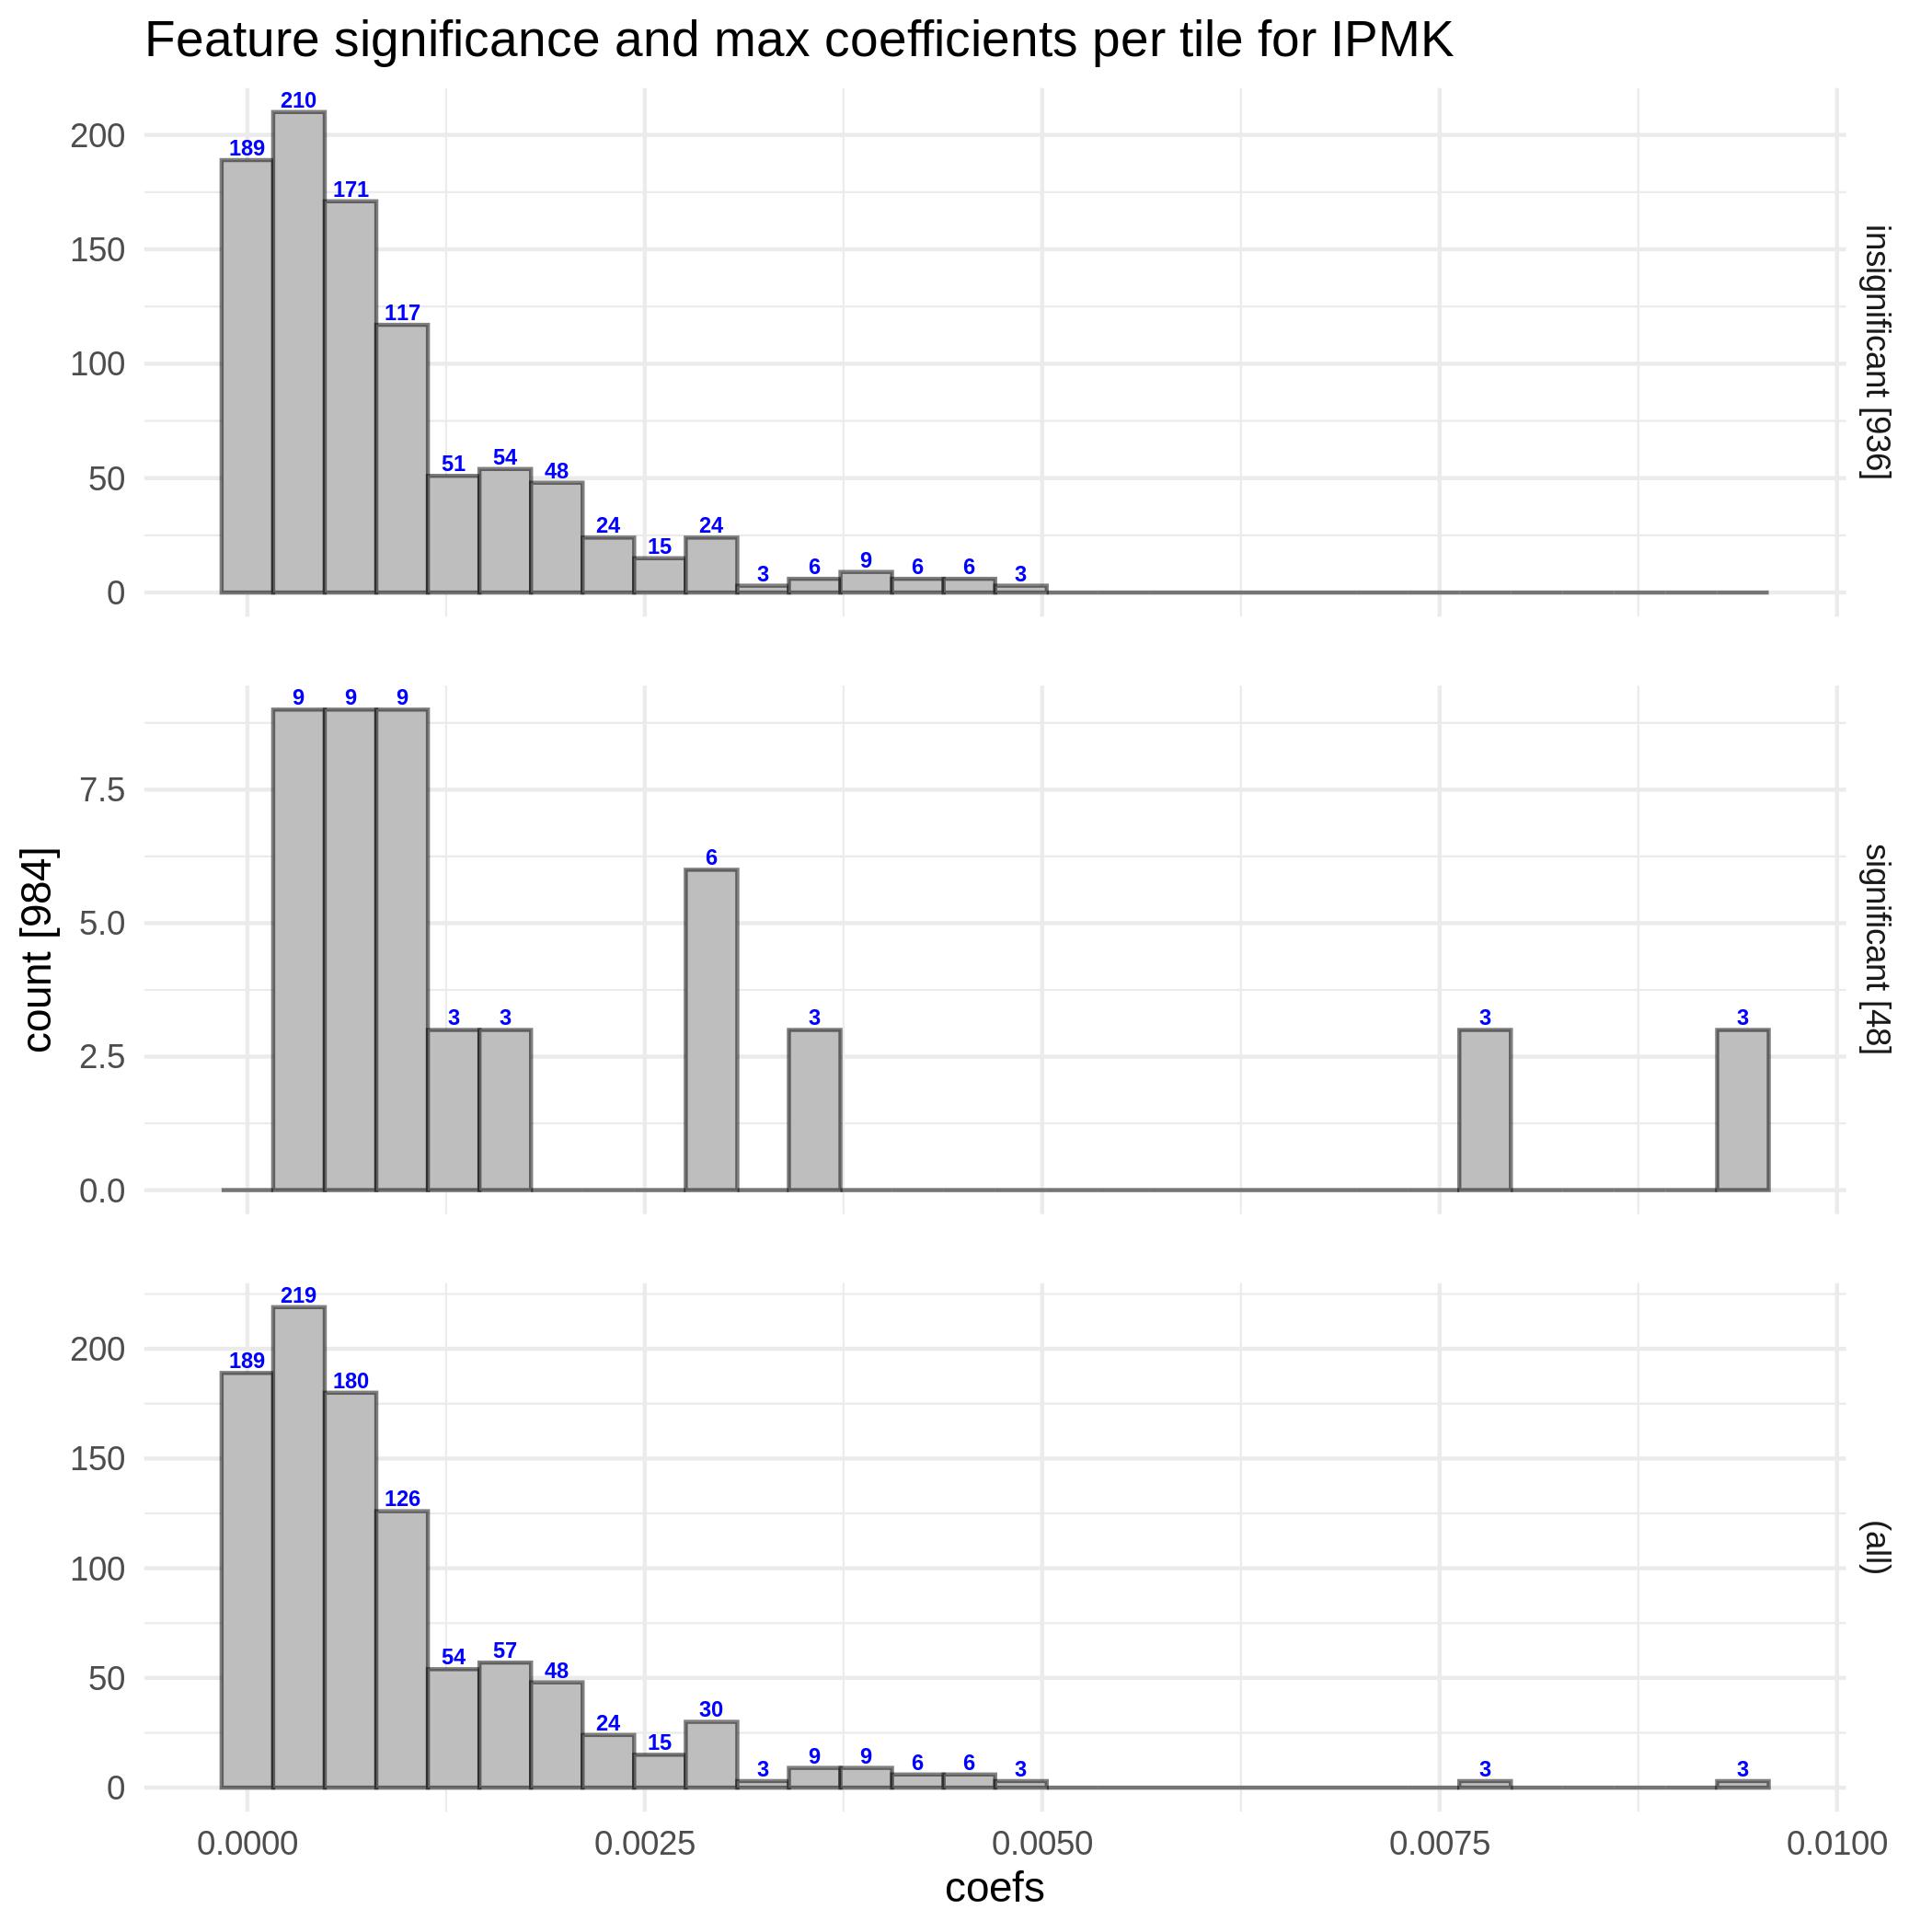 Feature significance and max coefficients per tile for IPMK
210
200
189
171
150
117
100
51 54 48
50
24 15 24
3 6 9 6 6 3
0
insignificant [936]
9 9 9
7.5
6
5.0
3 3 3 3 3
2.5
0.0
significant [48]
count [984]
219
200
189
180
150
126
100
54 57 48
50
24 15 30
3 9 9 6 6 3 3 3
0
(all)
0.0000 0.0025 0.0050 0.0075 0.0100
coefs